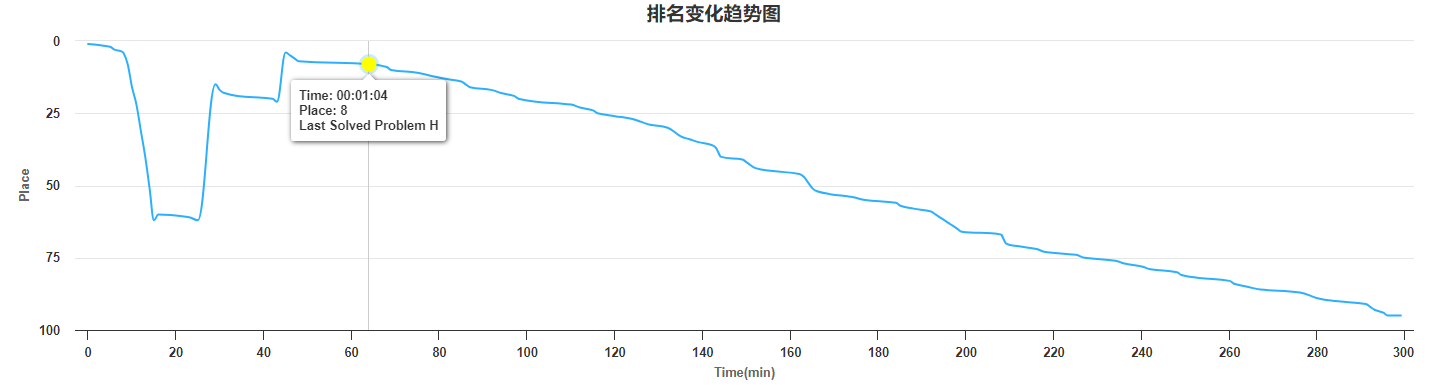 排名变化趋势图
0
25
50
75
100
Place
Time: 00:01:04
Place: 8
Last Solved Problem H
0 20 40 60 80 100 120 140 160 180 200 220 240 260 280 300
Time(min)